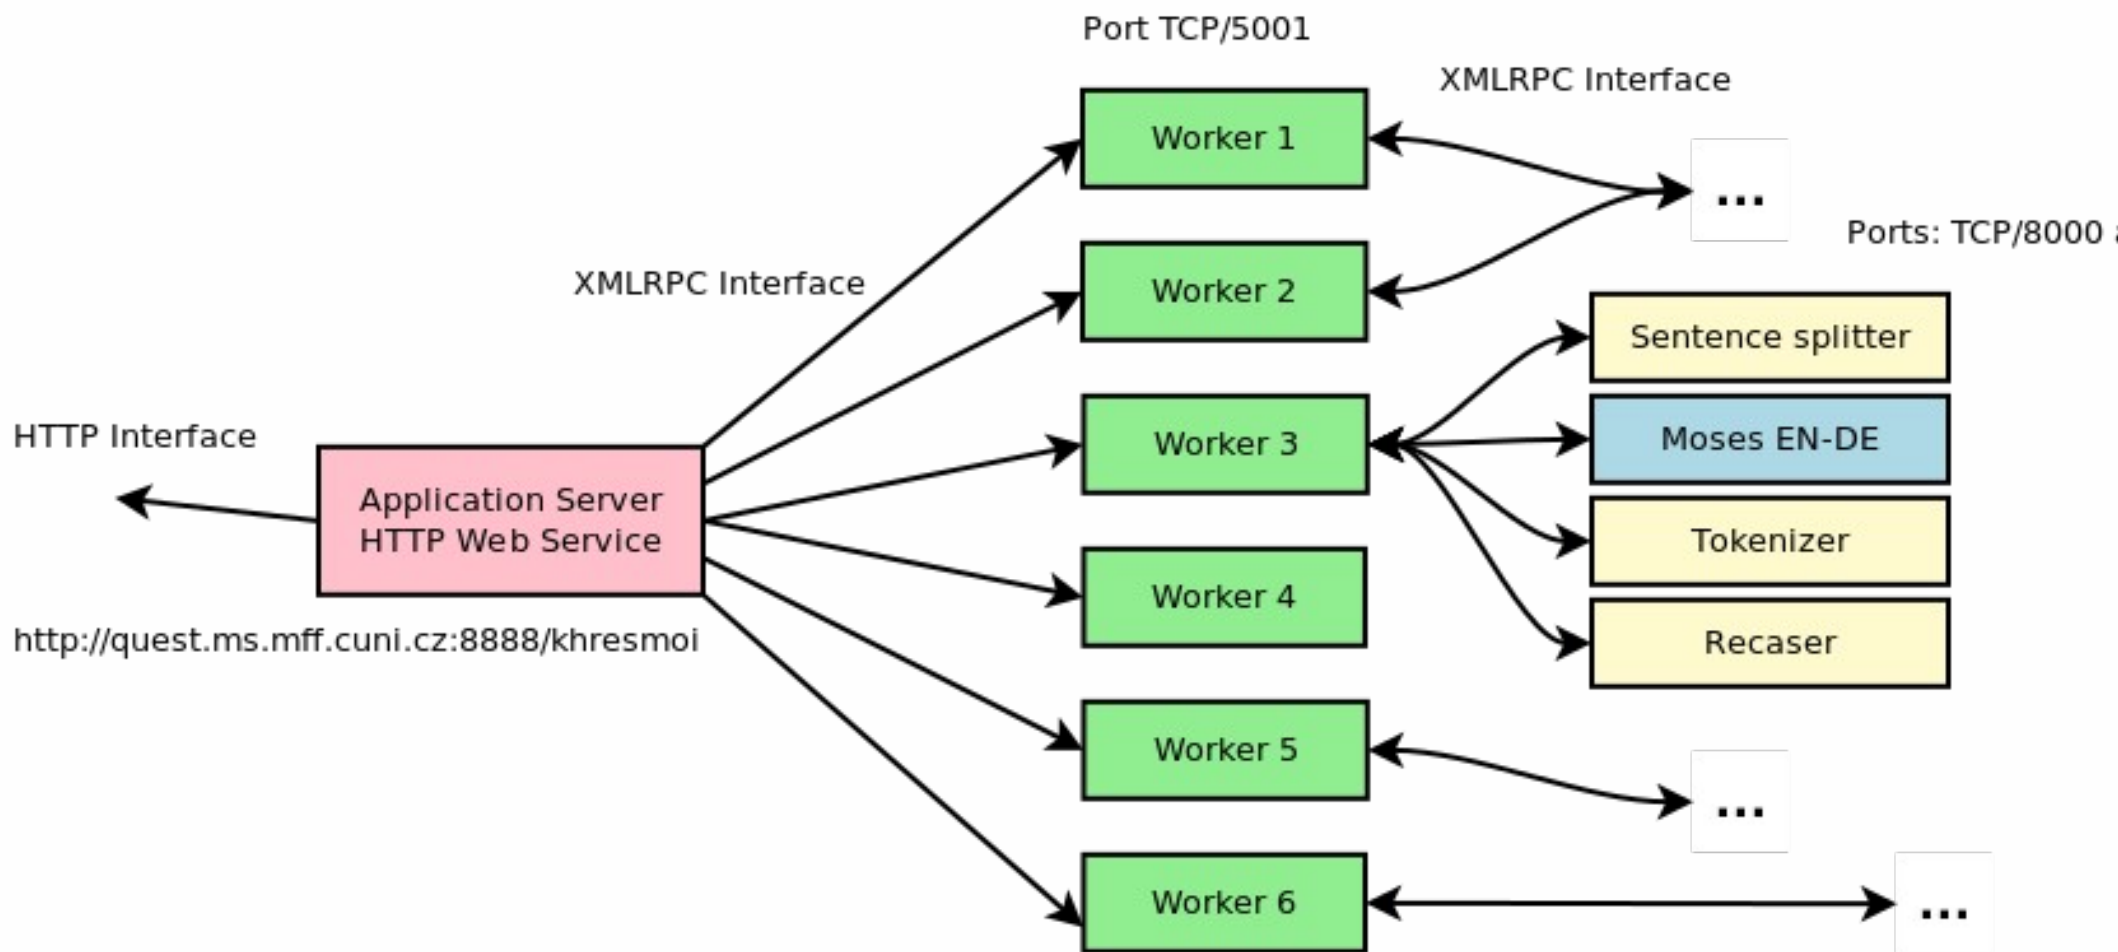 Port TCP/5001
XMLRPC Interface
Worker 1
...
Ports: TCP/8000
XMLRPC Interface
Worker 2
Sentence splitter
HTTP Interface
Worker 3
Moses EN-DE
Application Server
HTTP Web Service
Tokenizer
Worker 4
http://quest.ms.mff.cuni.cz:8888/khresmoi
Recaser
Worker 5
...
Worker 6
...